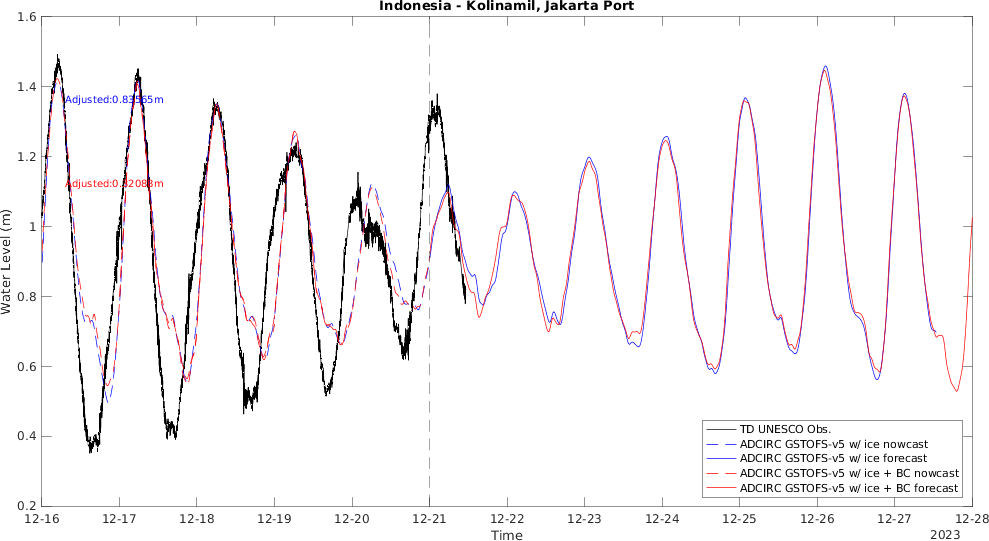 Indonesia - Kolinamil, Jakarta Port
1.6
1.4
1.2
1
0.8
0.6
0.4
0.2
Water Level (m)
Adjusted:0.83565m
Adjusted:0.82083m
TD UNESCO Obs.
ADCIRC GSTOFS-v5 w/ ice nowcast
ADCIRC GSTOFS-v5 w/ ice forecast
ADCIRC GSTOFS-v5 w/ ice + BC nowcast
ADCIRC GSTOFS-v5 w/ ice + BC forecast
12-16 12-17 12-18 12-19 12-20 12-21 12-22 12-23 12-24 12-25 12-26 12-27 12-28
Time
2023